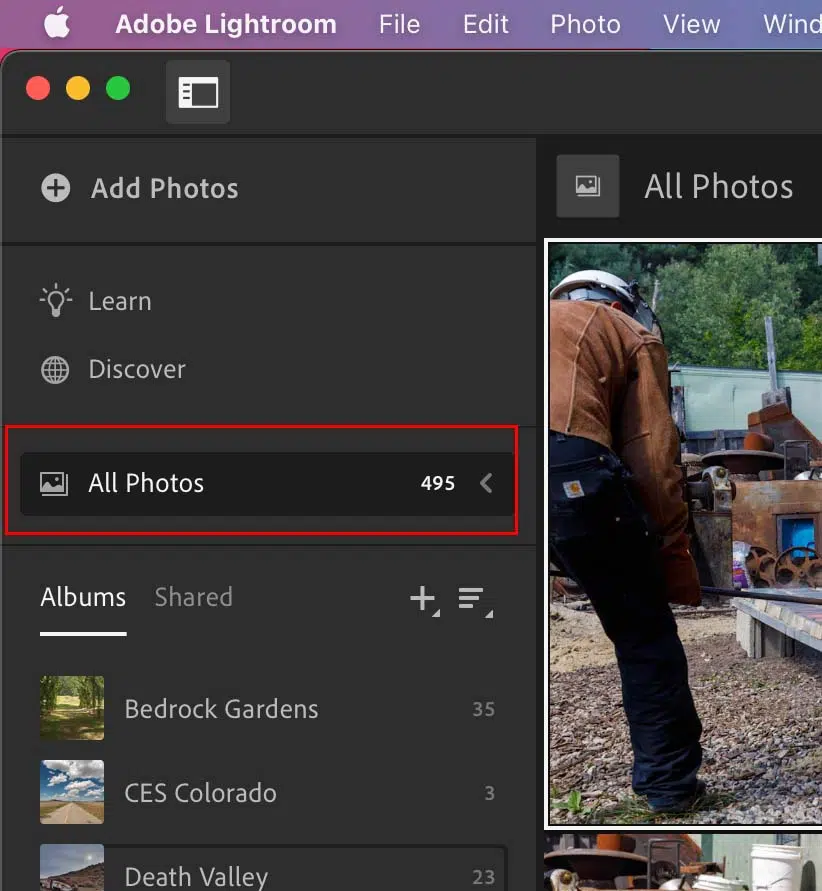 Adobe Lightroom File Edit Photo View Wind
Add Photos
All Photos
Learn
Discover
All Photos 495
Albums Shared
Bedrock Gardens 35
CES Colorado 3
Death Valley 23